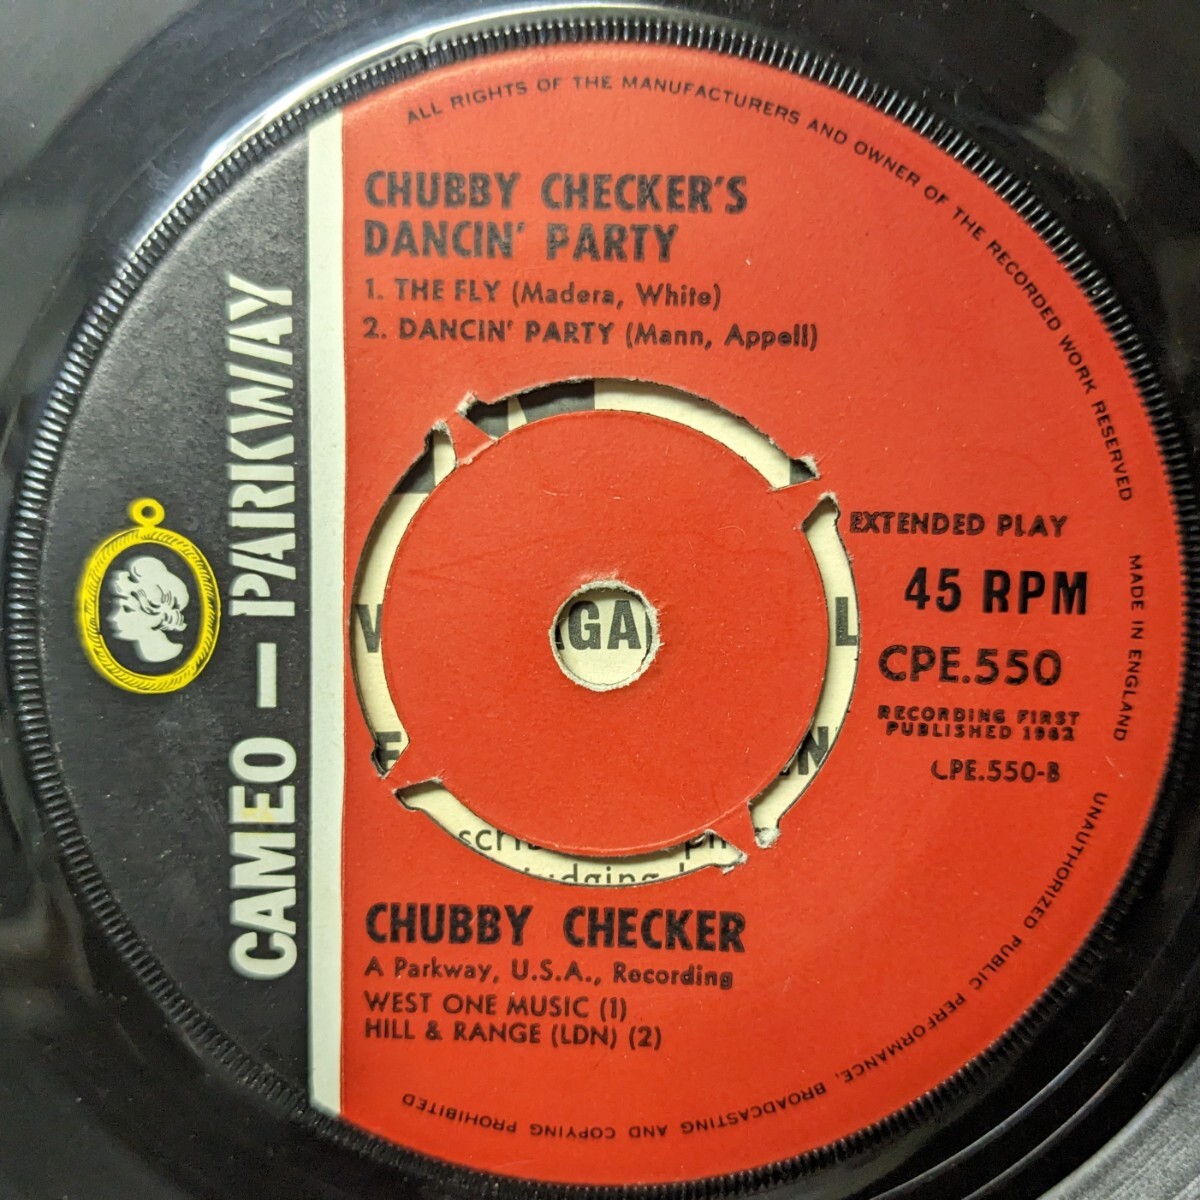 ALL RIGHTS OF THE MANUFACTURERS AND OWNER OF THE RECORDED WORK RESERVED
MADE IN ENGLAND
UNAUTHORIZED PUBLIC PERFORMANCE, BROADCASTING AND COPYING PROHIBITED
CAMEO — PARKWAY
CHUBBY CHECKER'S
DANCIN' PARTY
1. THE FLY (Madera, White)
2. DANCIN' PARTY (Mann, Appell)
EXTENDED PLAY
45 RPM
CPE.550
RECORDING FIRST
PUBLISHED 1962
CPE.550-B
CHUBBY CHECKER
A Parkway, U.S.A., Recording
WEST ONE MUSIC (1)
HILL & RANGE (LDN) (2)